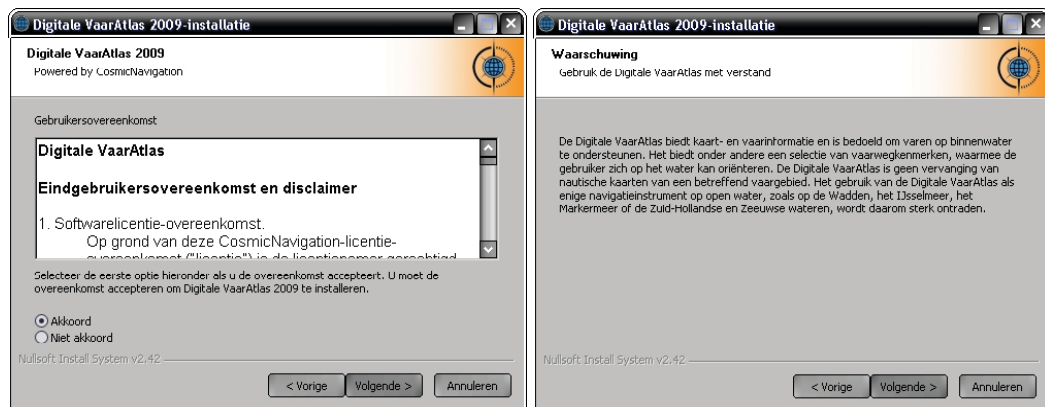 Digitale VaarAtlas 2009-installatie
Digitale VaarAtlas 2009
Powered by CosmicNavigation
Gebruikersovereenkomst
Digitale VaarAtlas
Eindgebruikersovereenkomst en disclaimer
1. Softwarelicentie-overeenkomst.
Op grond van deze CosmicNavigation-licentie-
overeenkomst ("licentie") is de licentienemer gerechtigd
Selecteer de eerste optie hieronder als u de overeenkomst accepteert. U moet de
overeenkomst accepteren om Digitale VaarAtlas 2009 te installeren.
Akkoord
Niet akkoord
Nullsoft Install System v2.42
< Vorige
Volgende >
Annuleren
Digitale VaarAtlas 2009-installatie
Waarschuwing
Gebruik de Digitale VaarAtlas met verstand
De Digitale VaarAtlas biedt kaart- en vaarinformatie en is bedoeld om varen op binnenwater
te ondersteunen. Het biedt onder andere een selectie van vaarwegkenmerken, waarmee de
gebruiker zich op het water kan oriënteren. De Digitale VaarAtlas is geen vervanging van
nautische kaarten van een betreffend vaargebied. Het gebruik van de Digitale VaarAtlas als
enige navigatieinstrument op open water, zoals op de Wadden, het IJsselmeer, het
Markermeer of de Zuid-Hollandse en Zeeuwse wateren, wordt daarom sterk ontraden.
Nullsoft Install System v2.42
< Vorige
Volgende >
Annuleren